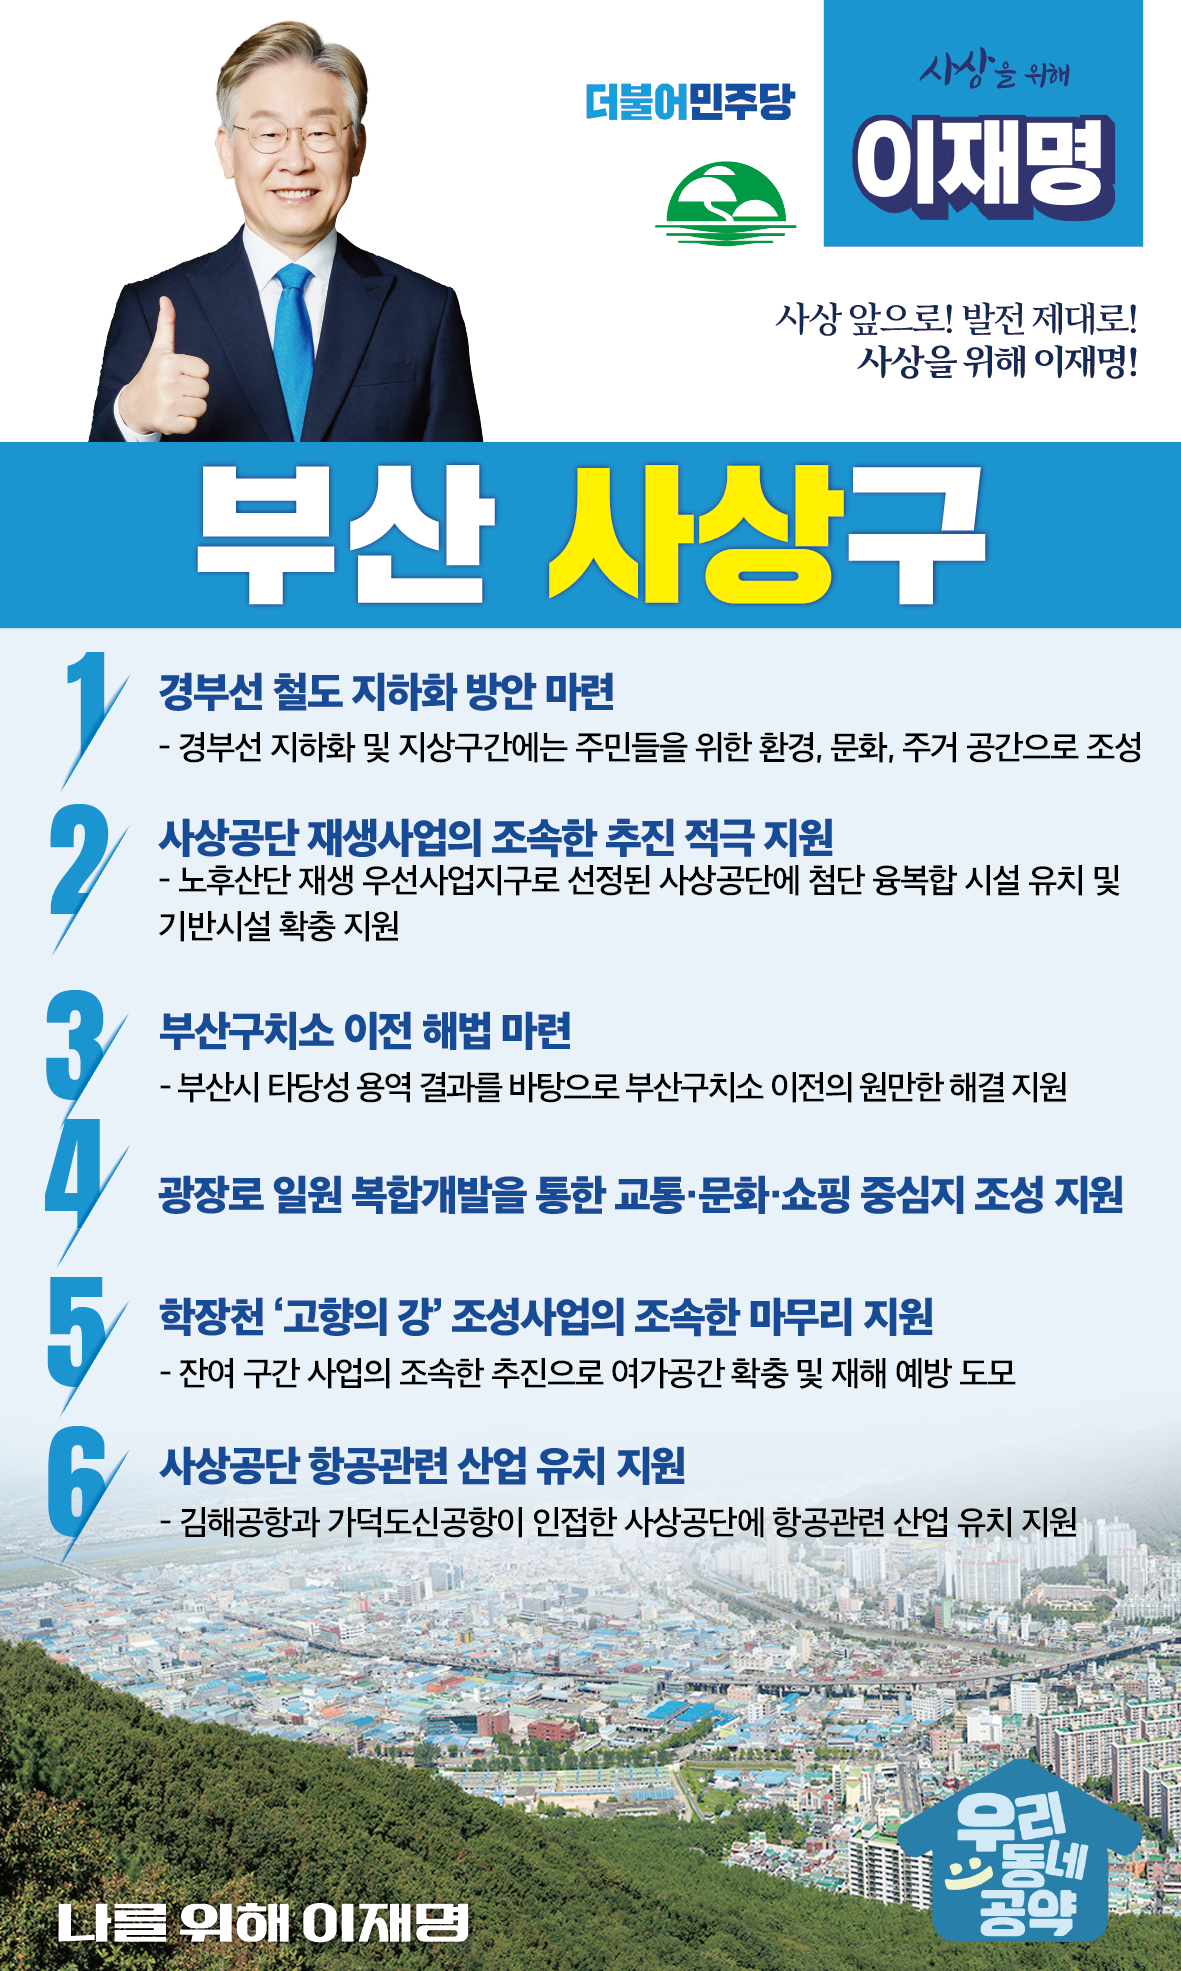 더불어민주당
사상을 위해
이재명
사상 앞으로! 발전 제대로!
사상을 위해 이재명!
부산 사상구
1
경부선 철도 지하화 방안 마련
- 경부선 지하화 및 지상구간에는 주민들을 위한 환경, 문화, 주거 공간으로 조성
2
사상공단 재생사업의 조속한 추진 적극 지원
- 노후산단 재생 우선사업지구로 선정된 사상공단에 첨단 융복합 시설 유치 및
기반시설 확충 지원
3
부산구치소 이전 해법 마련
- 부산시 타당성 용역 결과를 바탕으로 부산구치소 이전의 원만한 해결 지원
4
광장로 일원 복합개발을 통한 교통·문화·쇼핑 중심지 조성 지원
5
학장천 ‘고향의 강’ 조성사업의 조속한 마무리 지원
- 잔여 구간 사업의 조속한 추진으로 여가공간 확충 및 재해 예방 도모
6
사상공단 항공관련 산업 유치 지원
- 김해공항과 가덕도신공항이 인접한 사상공단에 항공관련 산업 유치 지원
우리
동네
공약
나를 위해 이재명